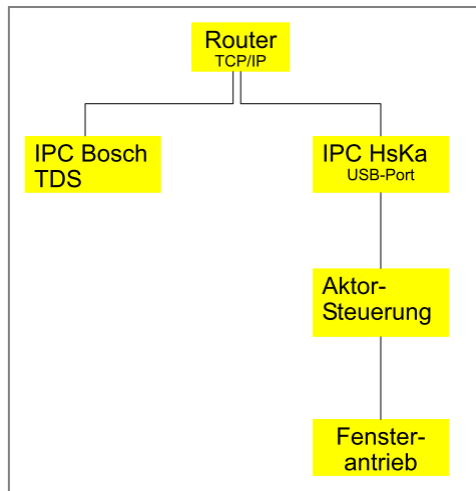 Router
TCP/IP
IPC Bosch
TDS
IPC HsKa
USB-Port
Aktor-
Steuerung
Fenster-
antrieb